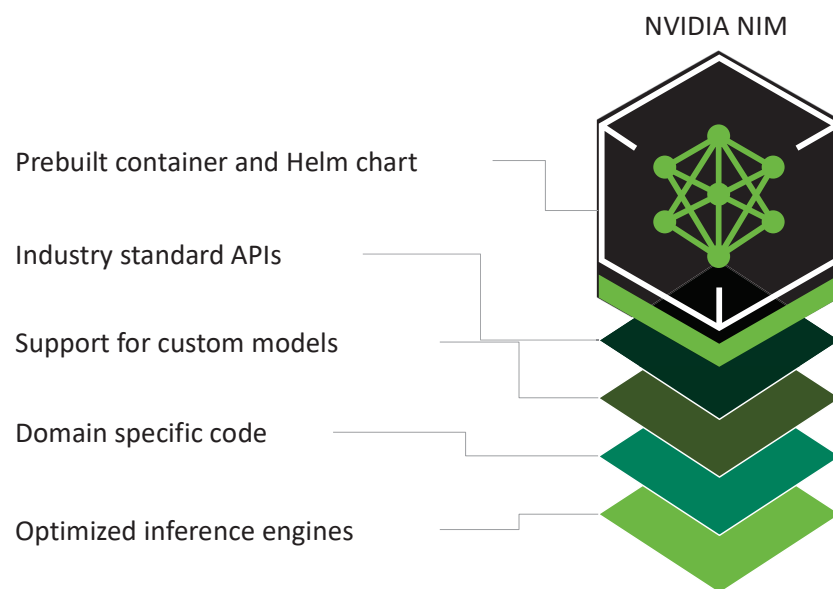 NVIDIA NIM
Prebuilt container and Helm chart
Industry standard APIs
Support for custom models
Domain specific code
Optimized inference engines